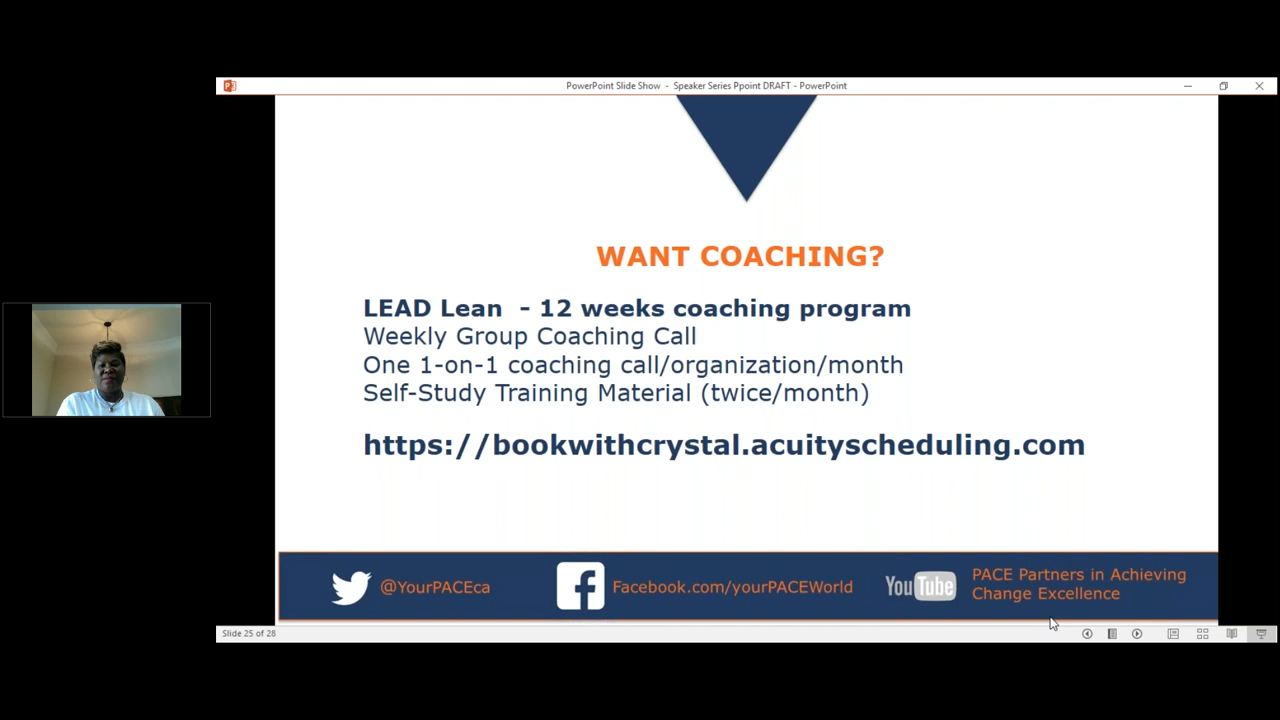 PowerPoint Slide Show - Speaker Series Ppoint DRAFT - PowerPoint
WANT COACHING?
LEAD Lean - 12 weeks coaching program
Weekly Group Coaching Call
One 1-on-1 coaching call/organization/month
Self-Study Training Material (twice/month)
https://bookwithcrystal.acuityscheduling.com
@YourPACEca
Facebook.com/yourPACEWorld
YouTube
PACE Partners in Achieving
Change Excellence
Slide 25 of 28